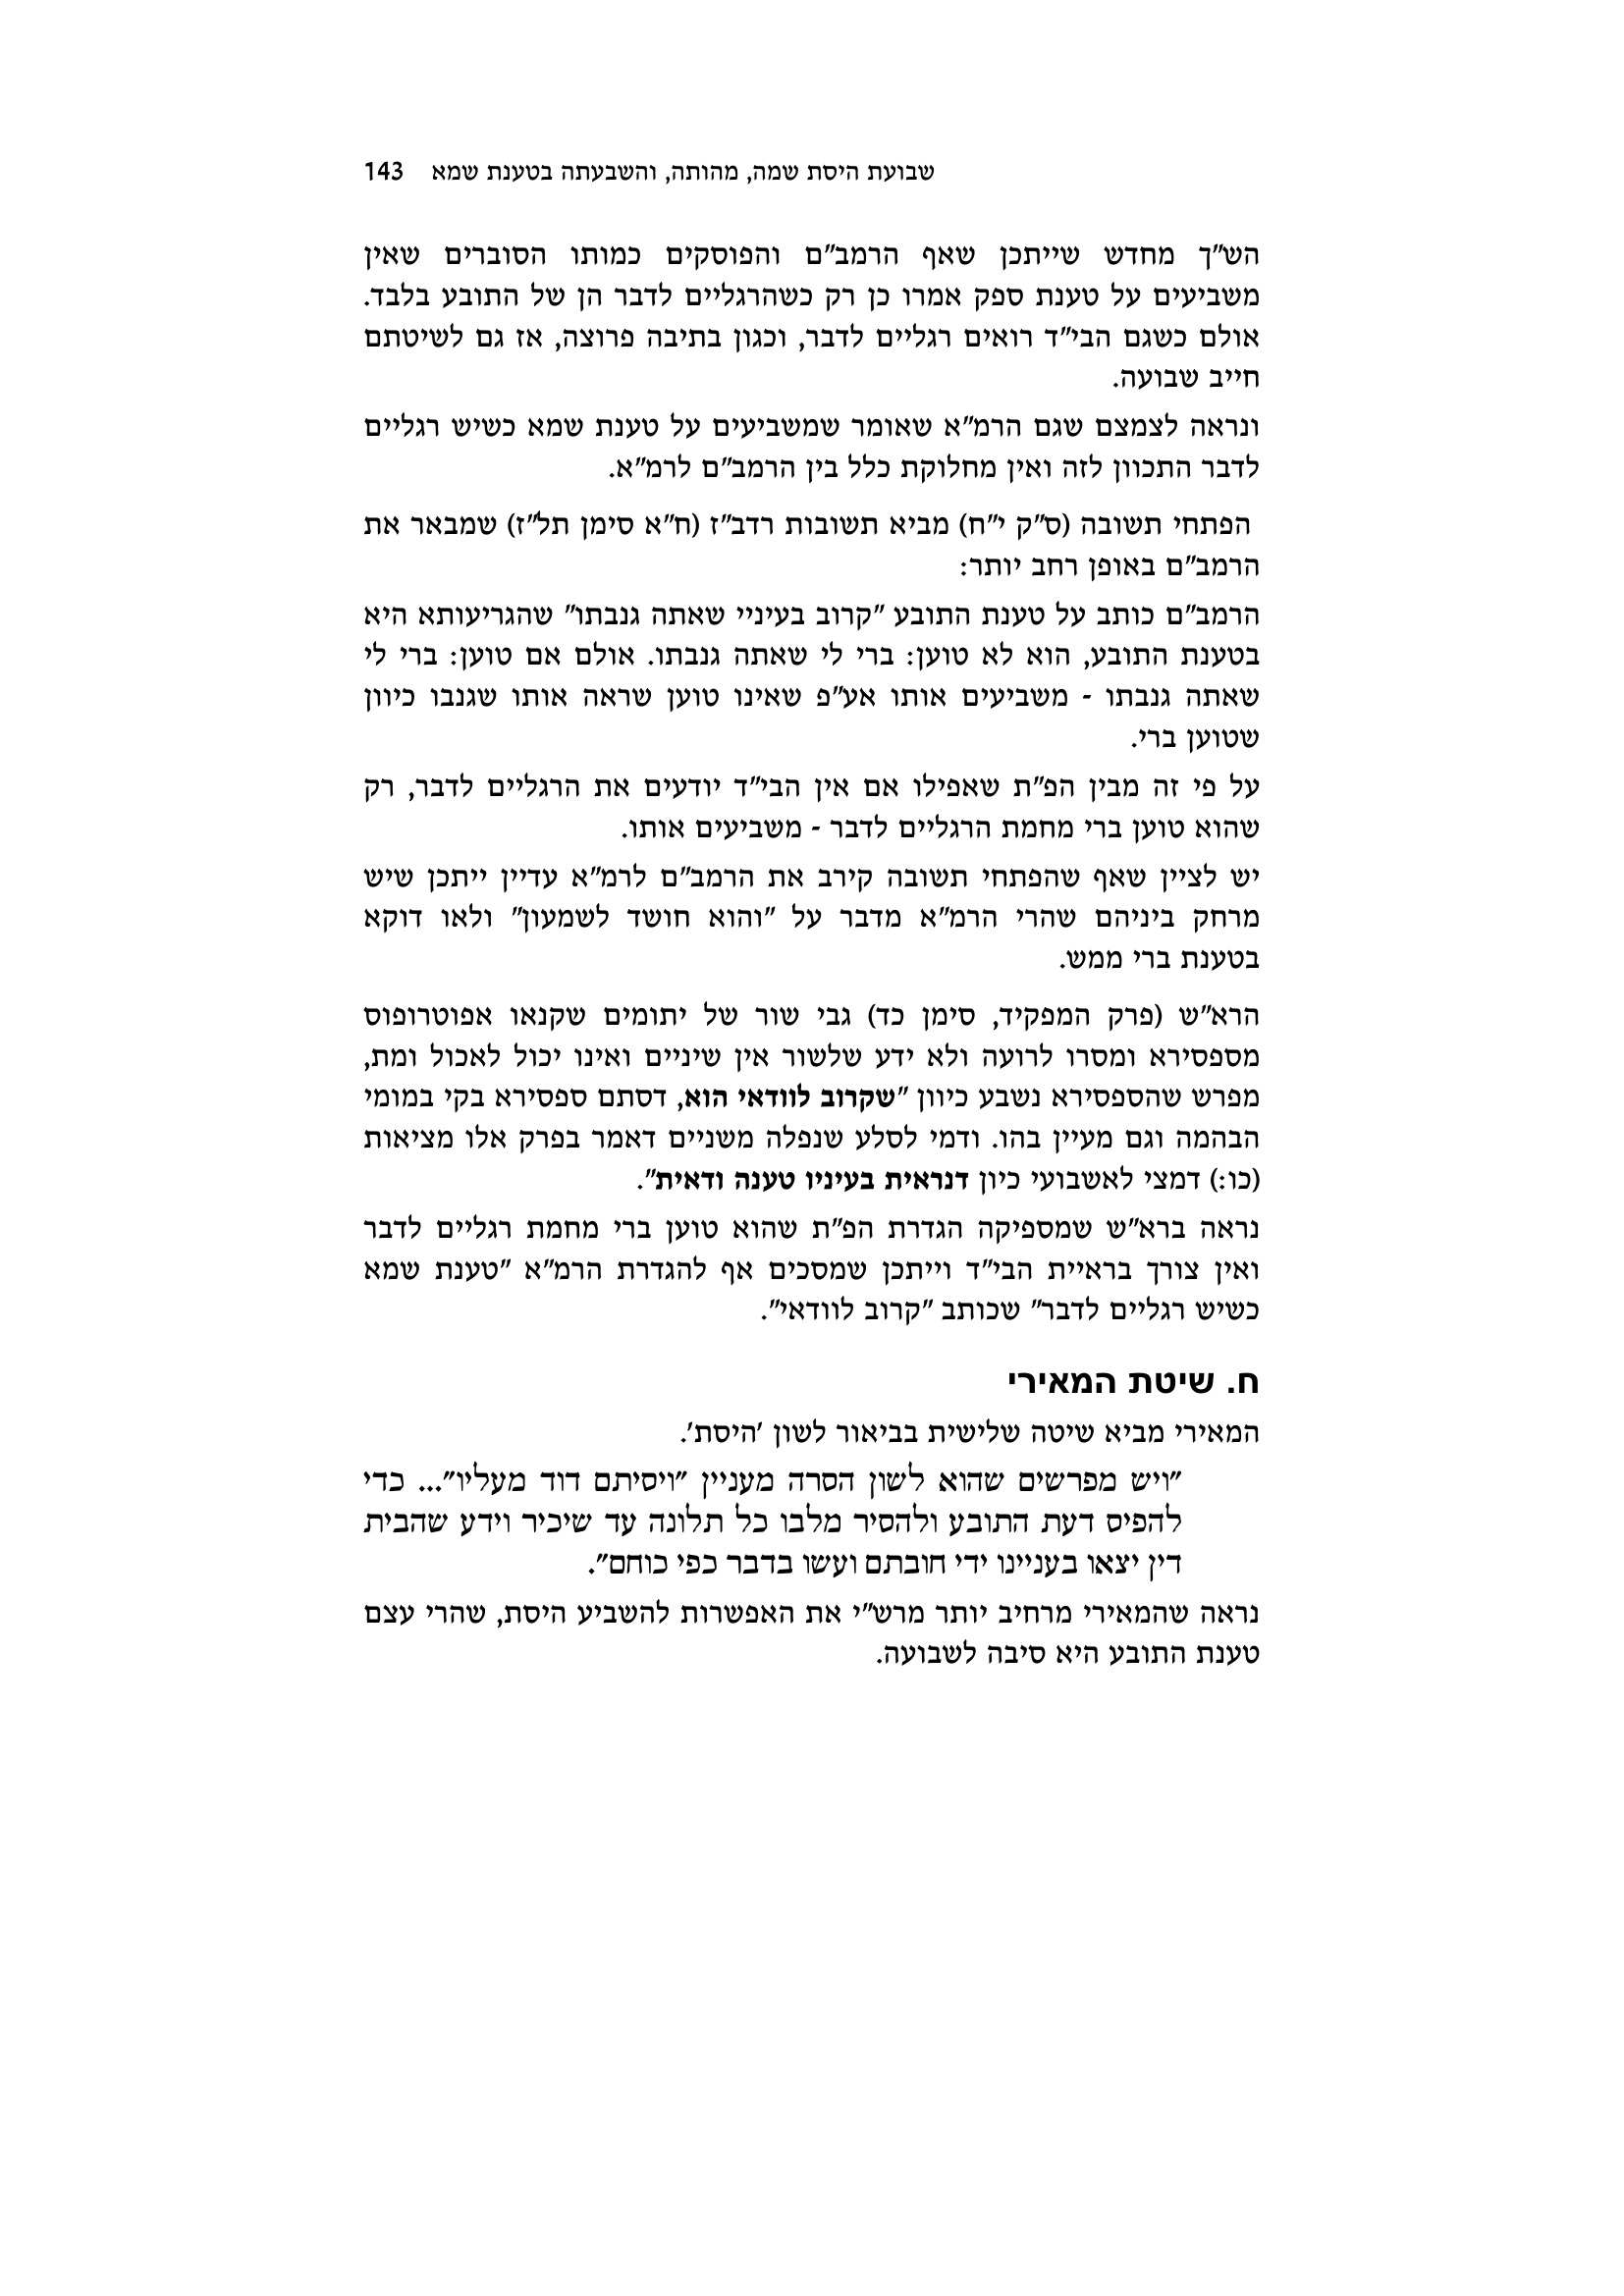 שבועת היסת שמה, מהותה, והשבעתה בטענת שמא 143
הש"ך מחדש שייתכן שאף הרמב"ם והפוסקים כמותו הסוברים שאין
משביעים על טענת ספק אמרו כן רק כשהרגליים לדבר הן של התובע בלבד.
אולם כשגם הבי"ד רואים רגליים לדבר, וכגון בתיבה פרוצה, אז גם לשיטתם
חייב שבועה.
ונראה לצמצם שגם הרמ"א שאומר שמשביעים על טענת שמא כשיש רגליים
לדבר התכוון לזה ואין מחלוקת כלל בין הרמב"ם לרמ"א.
הפתחי תשובה (ס"ק י"ח) מביא תשובות רדב"ז (ח"א סימן תל"ז) שמבאר את
הרמב"ם באופן רחב יותר:
הרמב"ם כותב על טענת התובע "קרוב בעיניי שאתה גנבתו" שהגריעותא היא
בטענת התובע, הוא לא טוען: ברי לי שאתה גנבתו. אולם אם טוען: ברי לי
שאתה גנבתו - משביעים אותו אע"פ שאינו טוען שראה אותו שגנבו כיוון
שטוען ברי.
על פי זה מבין הפ"ת שאפילו אם אין הבי"ד יודעים את הרגליים לדבר, רק
שהוא טוען ברי מחמת הרגליים לדבר - משביעים אותו.
יש לציין שאף שהפתחי תשובה קירב את הרמב"ם לרמ"א עדיין ייתכן שיש
מרחק ביניהם שהרי הרמ"א מדבר על "והוא חושד לשמעון" ולאו דוקא
בטענת ברי ממש.
הרא"ש (פרק המפקיד, סימן כד) גבי שור של יתומים שקנאו אפוטרופוס
מספסירא ומסרו לרועה ולא ידע שלשור אין שיניים ואינו יכול לאכול ומת,
מפרש שהספסירא נשבע כיוון "שקרוב לוודאי הוא, דסתם ספסירא בקי במומי
הבהמה וגם מעיין בהו. ודמי לסלע שנפלה משניים דאמר בפרק אלו מציאות
(כו:) דמצי לאשבועי כיון דנראית בעיניו טענה ודאית".
נראה ברא"ש שמספיקה הגדרת הפ"ת שהוא טוען ברי מחמת רגליים לדבר
ואין צורך בראיית הבי"ד וייתכן שמסכים אף להגדרת הרמ"א "טענת שמא
כשיש רגליים לדבר" שכותב "קרוב לוודאי".
ח. שיטת המאירי
המאירי מביא שיטה שלישית בביאור לשון 'היסת'.
"ויש מפרשים שהוא לשון הסרה מעניין "ויסיתם דוד מעליו"... כדי
להפיס דעת התובע ולהסיר מלבו כל תלונה עד שיכיר וידע שהבית
דין יצאו בעניינו ידי חובתם ועשו בדבר כפי כוחם".
נראה שהמאירי מרחיב יותר מרש"י את האפשרות להשביע היסת, שהרי עצם
טענת התובע היא סיבה לשבועה.